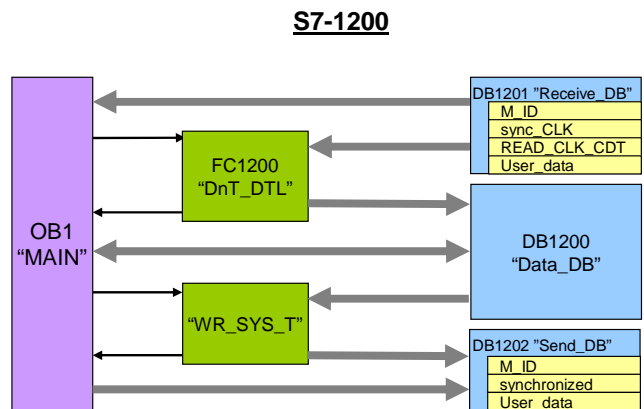 S7-1200
OB1
“MAIN”
FC1200
“DnT_DTL”
“WR_SYS_T”
DB1201 "Receive_DB”
M_ID
sync_CLK
READ_CLK_CDT
User_data
DB1200
“Data_DB”
DB1202 "Send_DB”
M_ID
synchronized
User_data